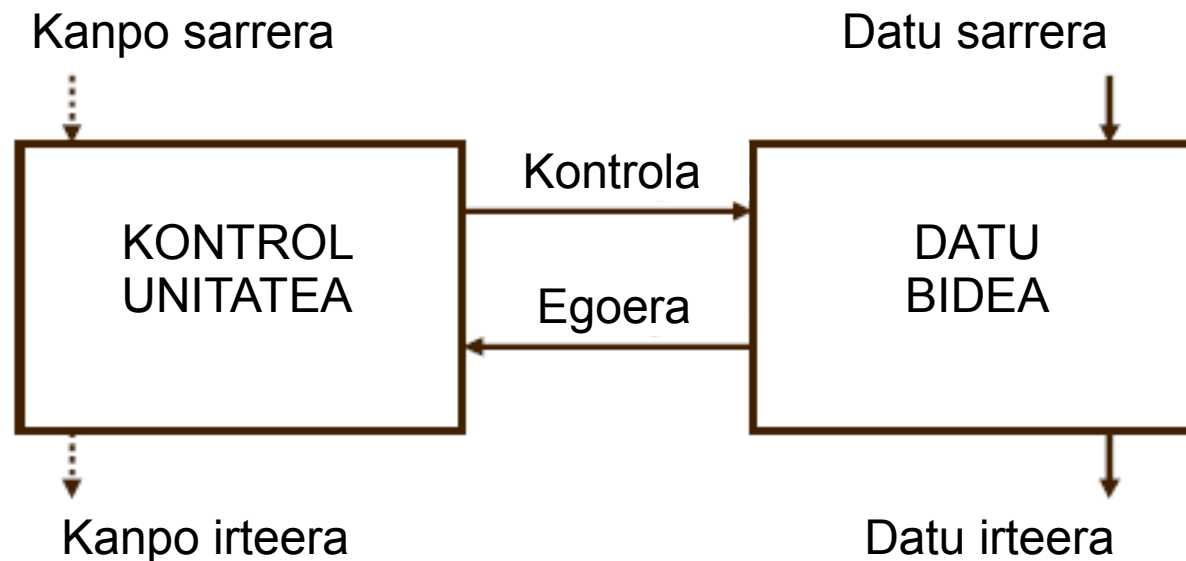 Kanpo sarrera
Datu sarrera
Kontrola
KONTROL
UNITATEA
DATU
BIDEA
Egoera
Kanpo irteera
Datu irteera